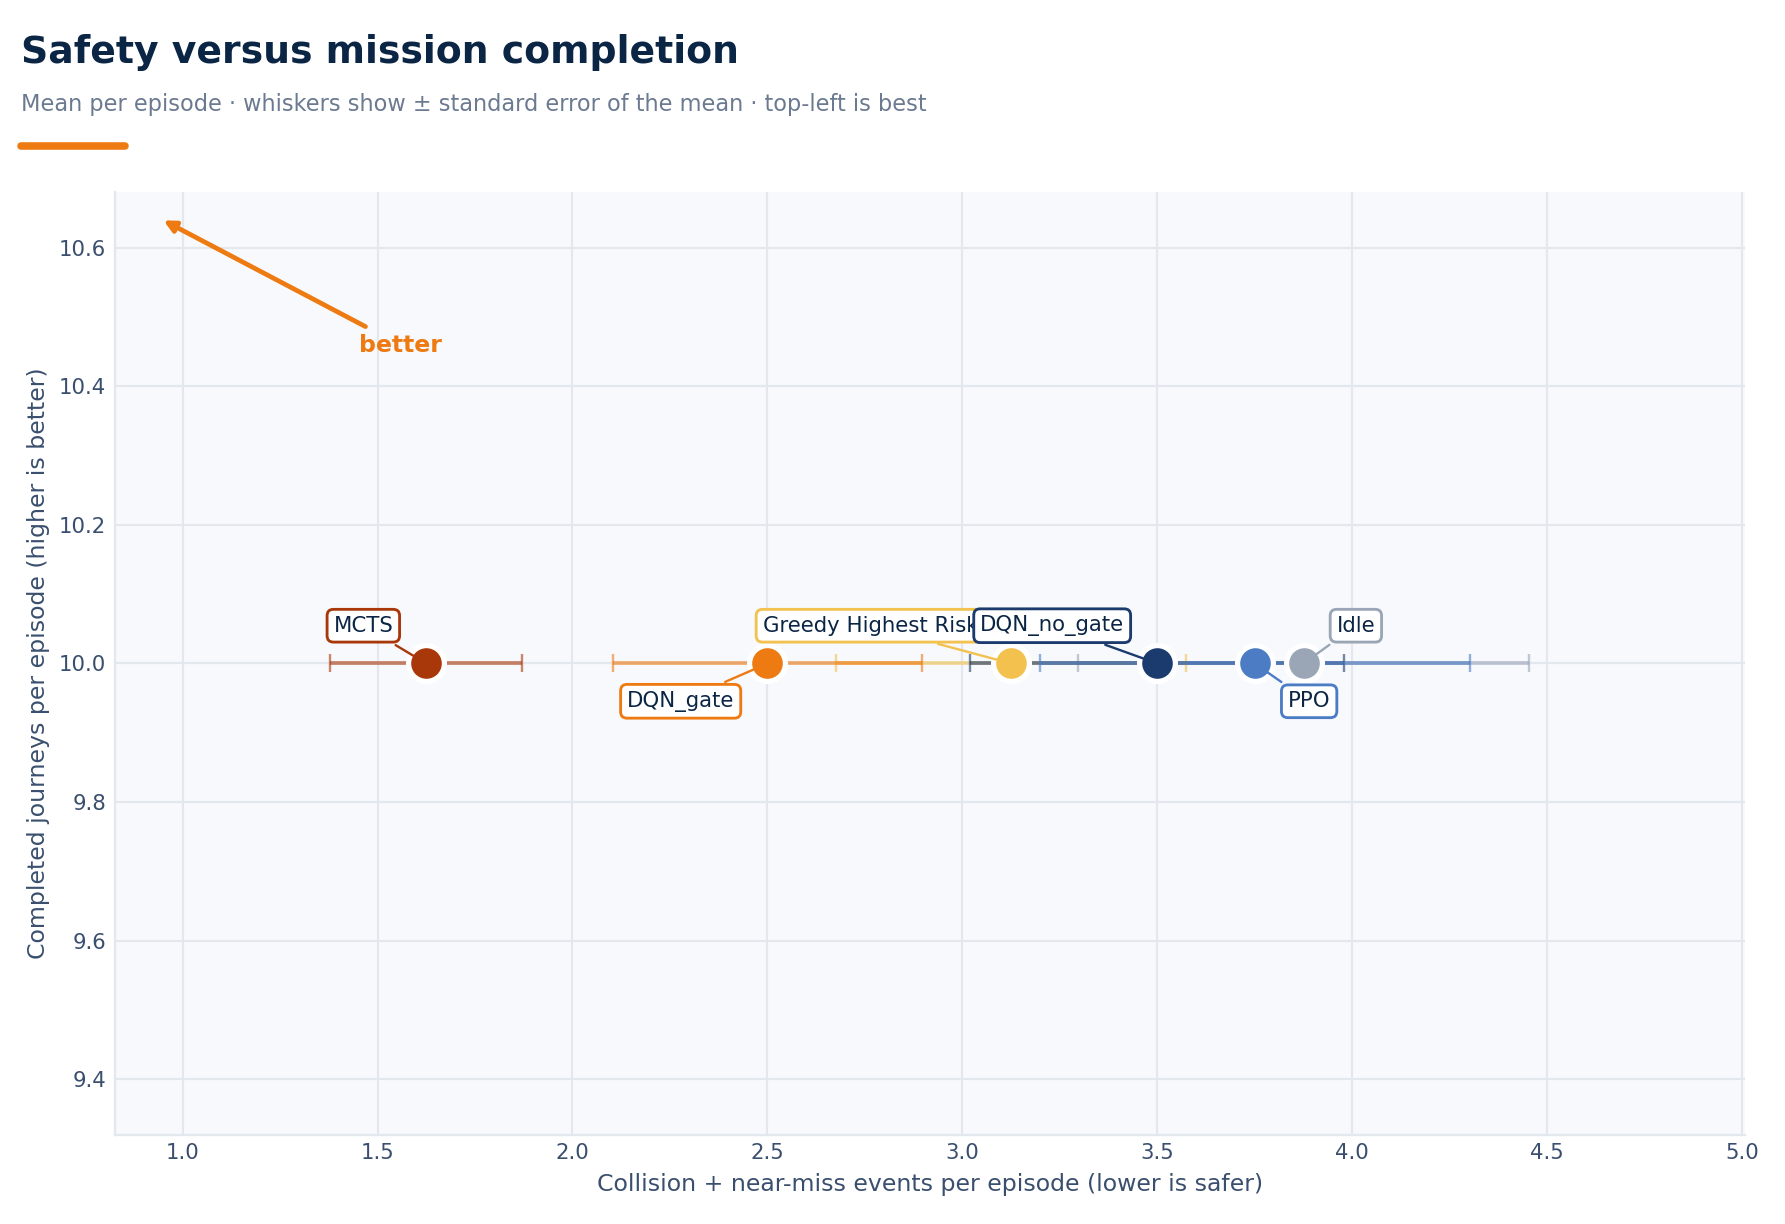 Safety versus mission completion
Mean per episode · whiskers show ± standard error of the mean · top-left is best
Completed journeys per episode (higher is better)
10.6
10.4
10.2
10.0
9.8
9.6
9.4
better
MCTS
Greedy Highest Risk
DQN_no_gate
Idle
DQN_gate
PPO
1.0
1.5
2.0
2.5
3.0
3.5
4.0
4.5
5.0
Collision + near-miss events per episode (lower is safer)